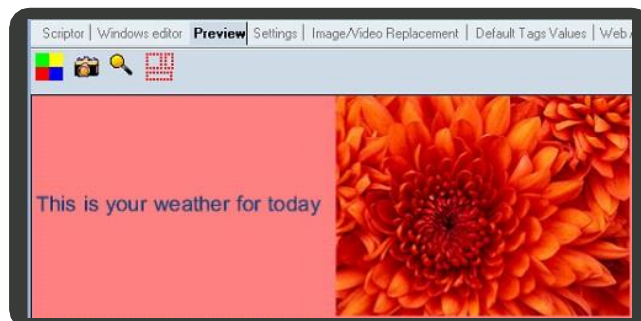 Scriptor | Windows editor Preview Settings | Image/Video Replacement | Default Tags Values | Web
This is your weather for today